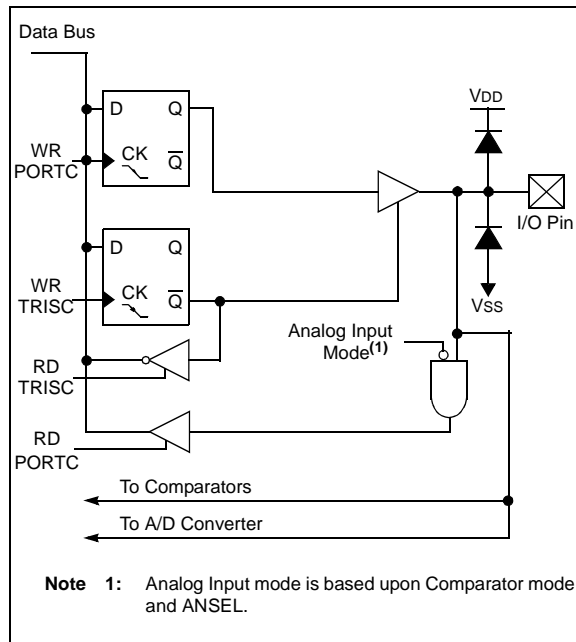 Data Bus
D Q
VDD
WR
PORTC
CK
Q
I/O Pin
D Q
WR
TRISC
CK
Q
VSS
Analog Input
Mode(1)
RD
TRISC
RD
PORTC
To Comparators
To A/D Converter
Note 1: Analog Input mode is based upon Comparator mode
and ANSEL.